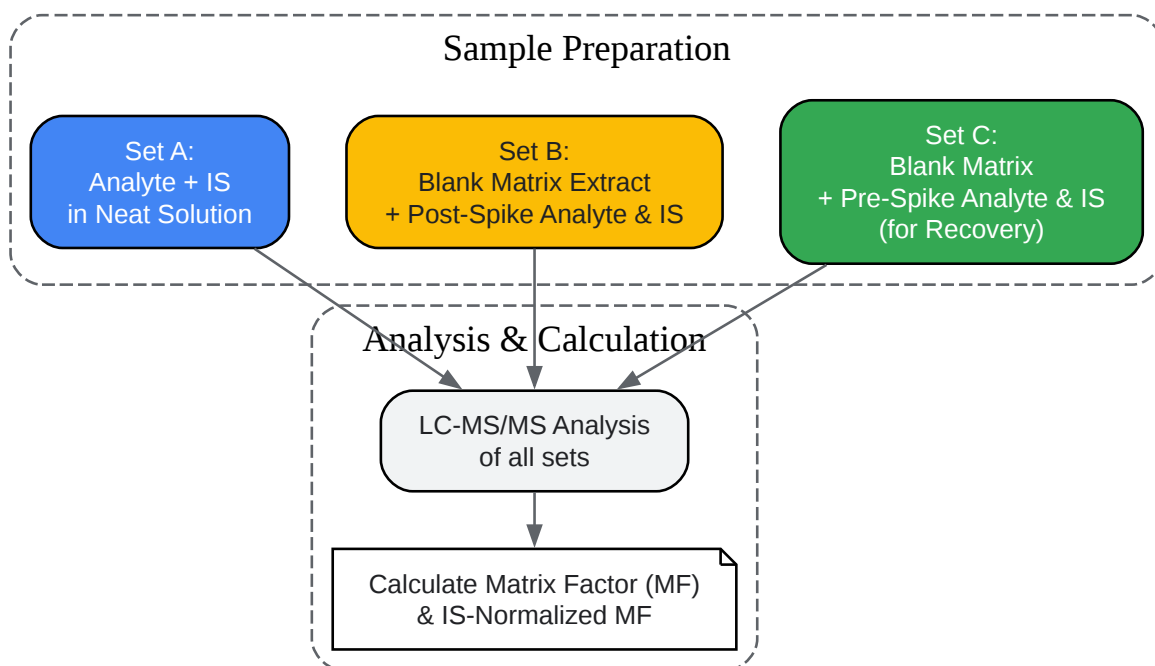 Sample Preparation
Set A:
Analyte + IS
in Neat Solution
Set B:
Blank Matrix Extract
+ Post-Spike Analyte & IS
Set C:
Blank Matrix
+ Pre-Spike Analyte & IS
(for Recovery)
Analysis & Calculation
LC-MS/MS Analysis
of all sets
Calculate Matrix Factor (MF)
& IS-Normalized MF